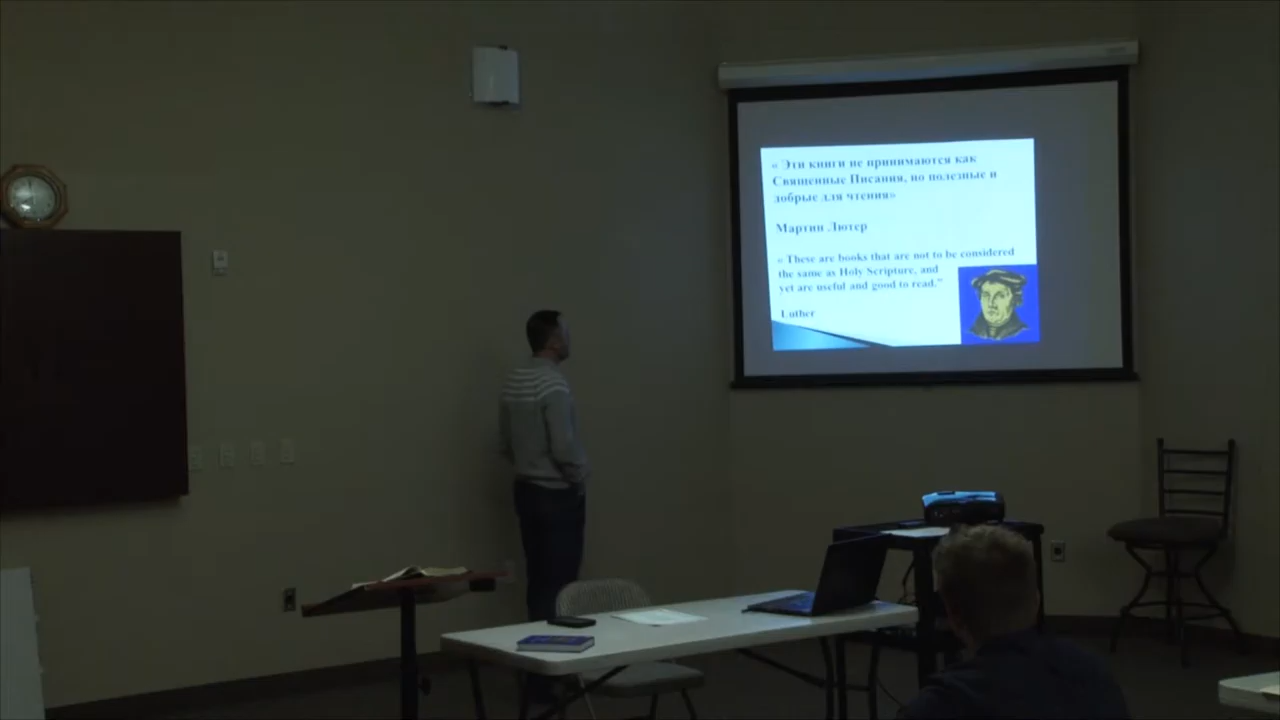 « Эти книги не принимаются как
Священные Писания, но полезные и
добрые для чтения»
Мартин Лютер
« These are books that are not to be considered
the same as Holy Scripture, and
yet are useful and good to read."
Luther